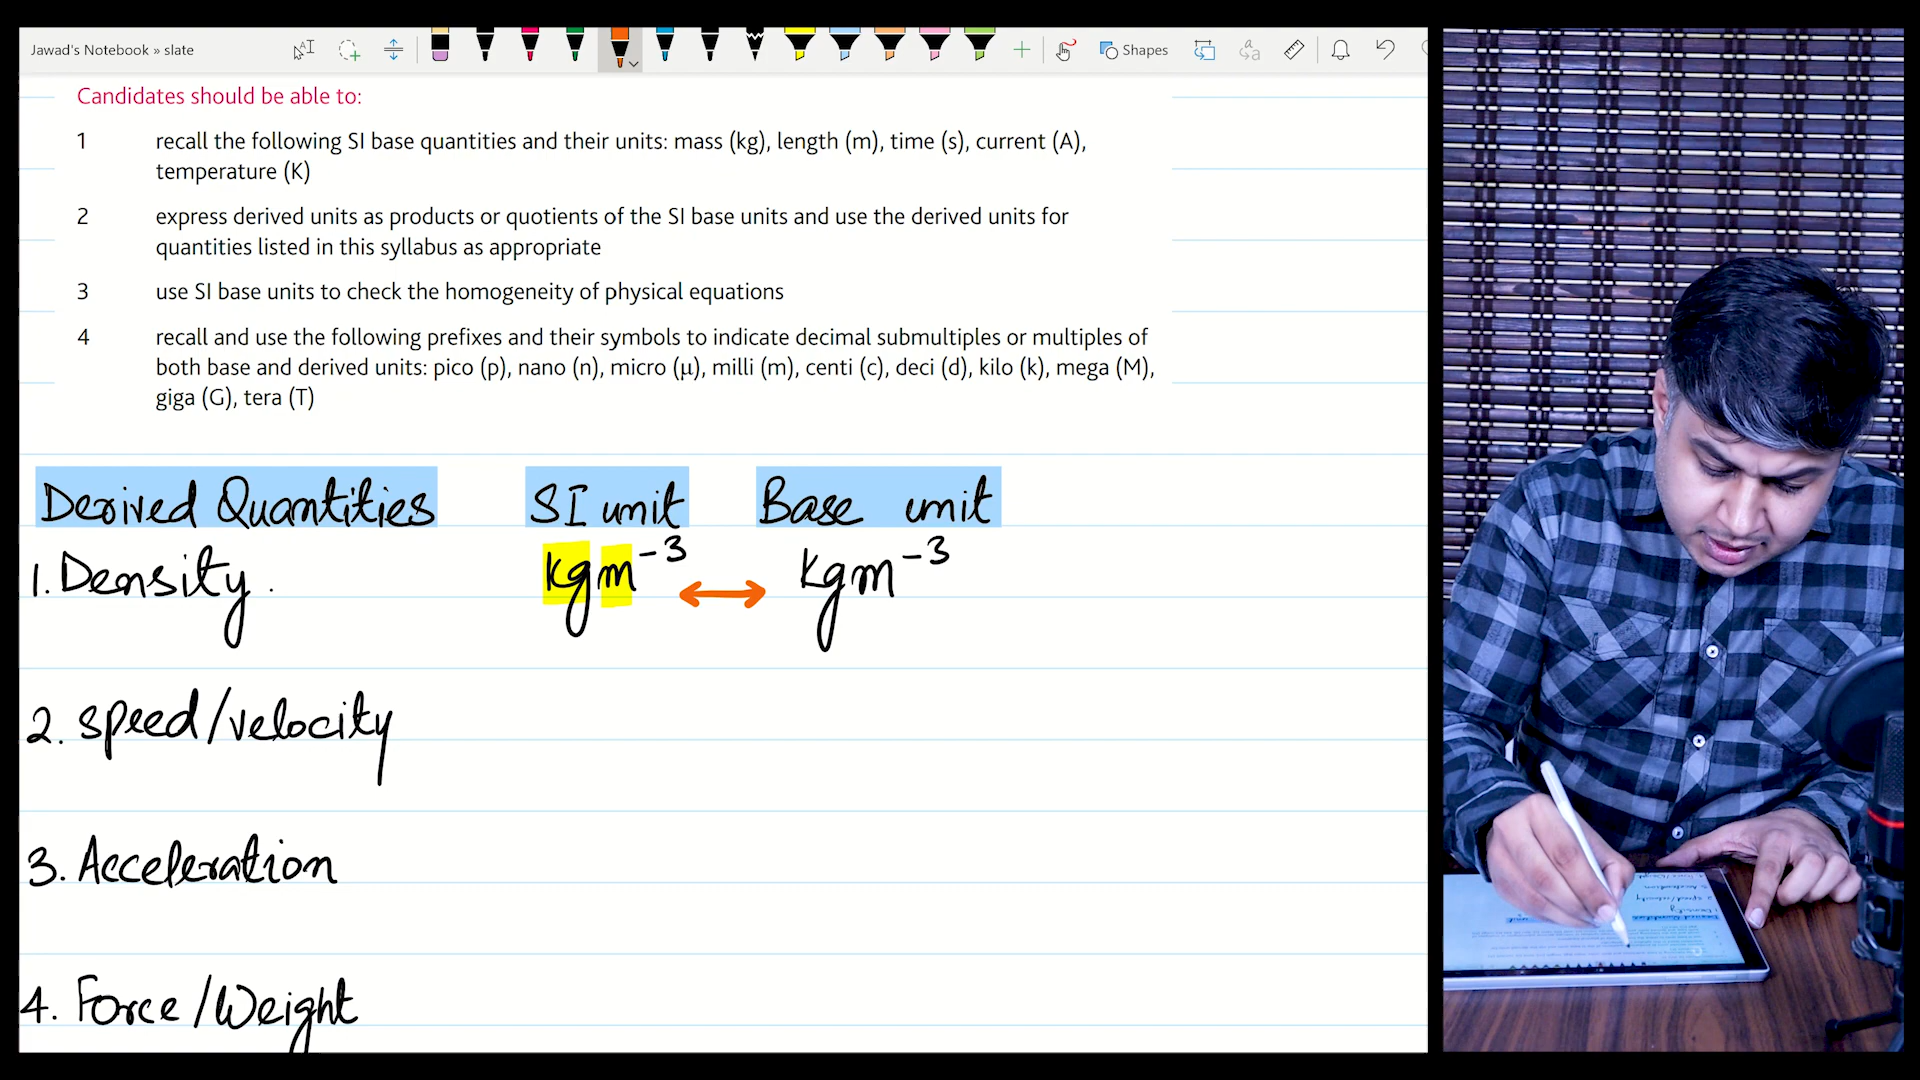 Jawad's Notebook » slate
Shapes
Candidates should be able to:
1 recall the following SI base quantities and their units: mass (kg), length (m), time (s), current (A),
temperature (K)
2 express derived units as products or quotients of the SI base units and use the derived units for
quantities listed in this syllabus as appropriate
3 use SI base units to check the homogeneity of physical equations
4 recall and use the following prefixes and their symbols to indicate decimal submultiples or multiples of
both base and derived units: pico (p), nano (n), micro (μ), milli (m), centi (c), deci (d), kilo (k), mega (M),
giga (G), tera (T)
Derived Quantities SI unit Base unit
1. Density. kgm⁻³ ↔ kgm⁻³
2. speed/velocity
3. Acceleration
4. Force/Weight